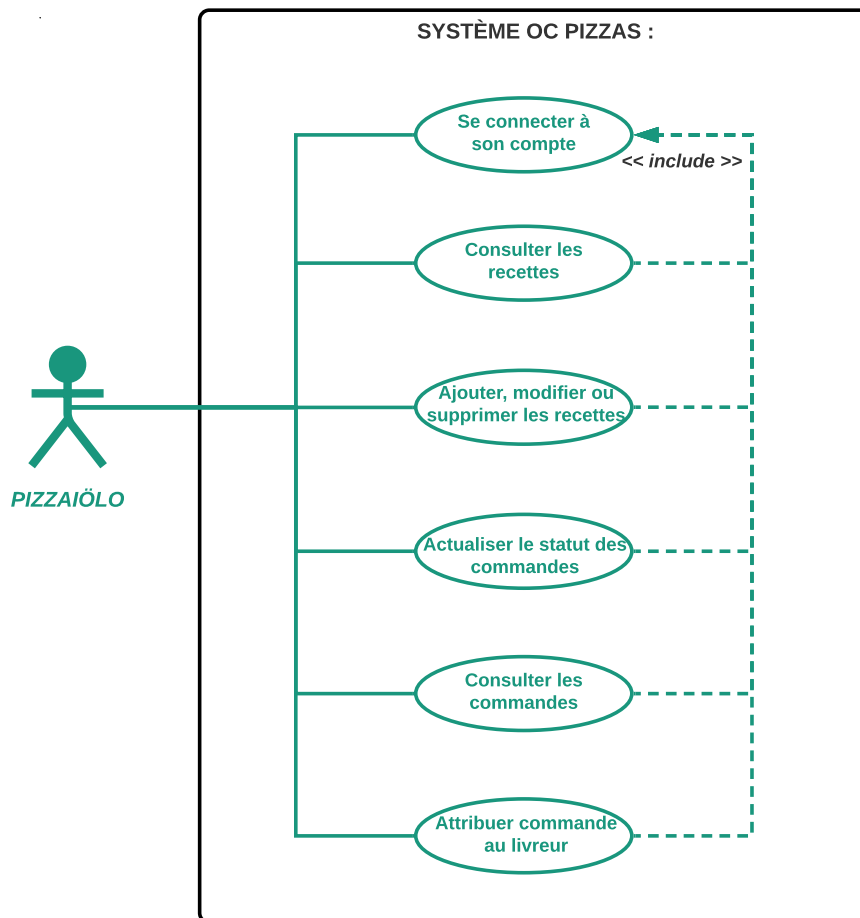 SYSTÈME OC PIZZAS :
Se connecter à
son compte
<< include >>
Consulter les
recettes
Ajouter, modifier ou
supprimer les recettes
PIZZAIÖLO
Actualiser le statut des
commandes
Consulter les
commandes
Attribuer commande
au livreur